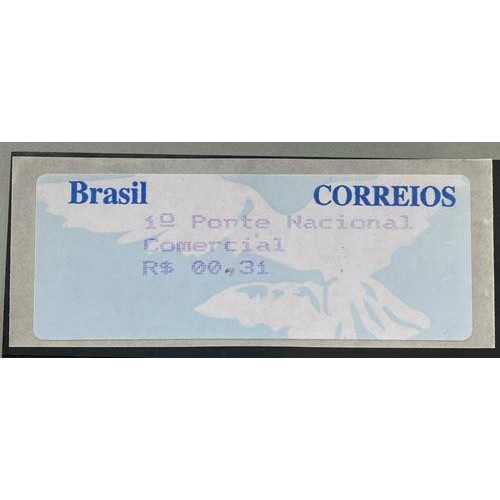 Brasil CORREIOS
1º Porte Nacional
Comercial
R$ 00,31